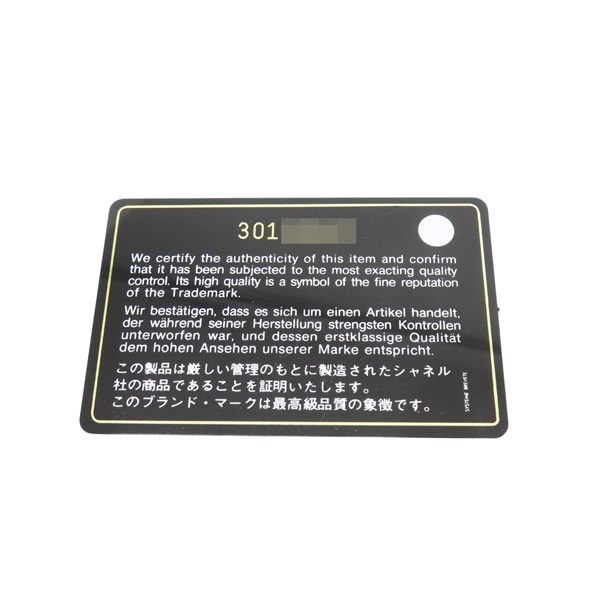 301
We certify the authenticity of this item and confirm
that it has been subjected to the most exacting quality
control. Its high quality is a symbol of the fine reputation
of the Trademark.
Wir bestätigen, dass es sich um einen Artikel handelt,
der während seiner Herstellung strengsten Kontrollen
unterworfen war, und dessen erstklassige Qualität
dem hohen Ansehen unserer Marke entspricht.
この製品は厳しい管理のもとに製造されたシャネル
社の商品であることを証明いたします。
このブランド・マークは最高級品質の象徴です。
SYSTEME BREVETE